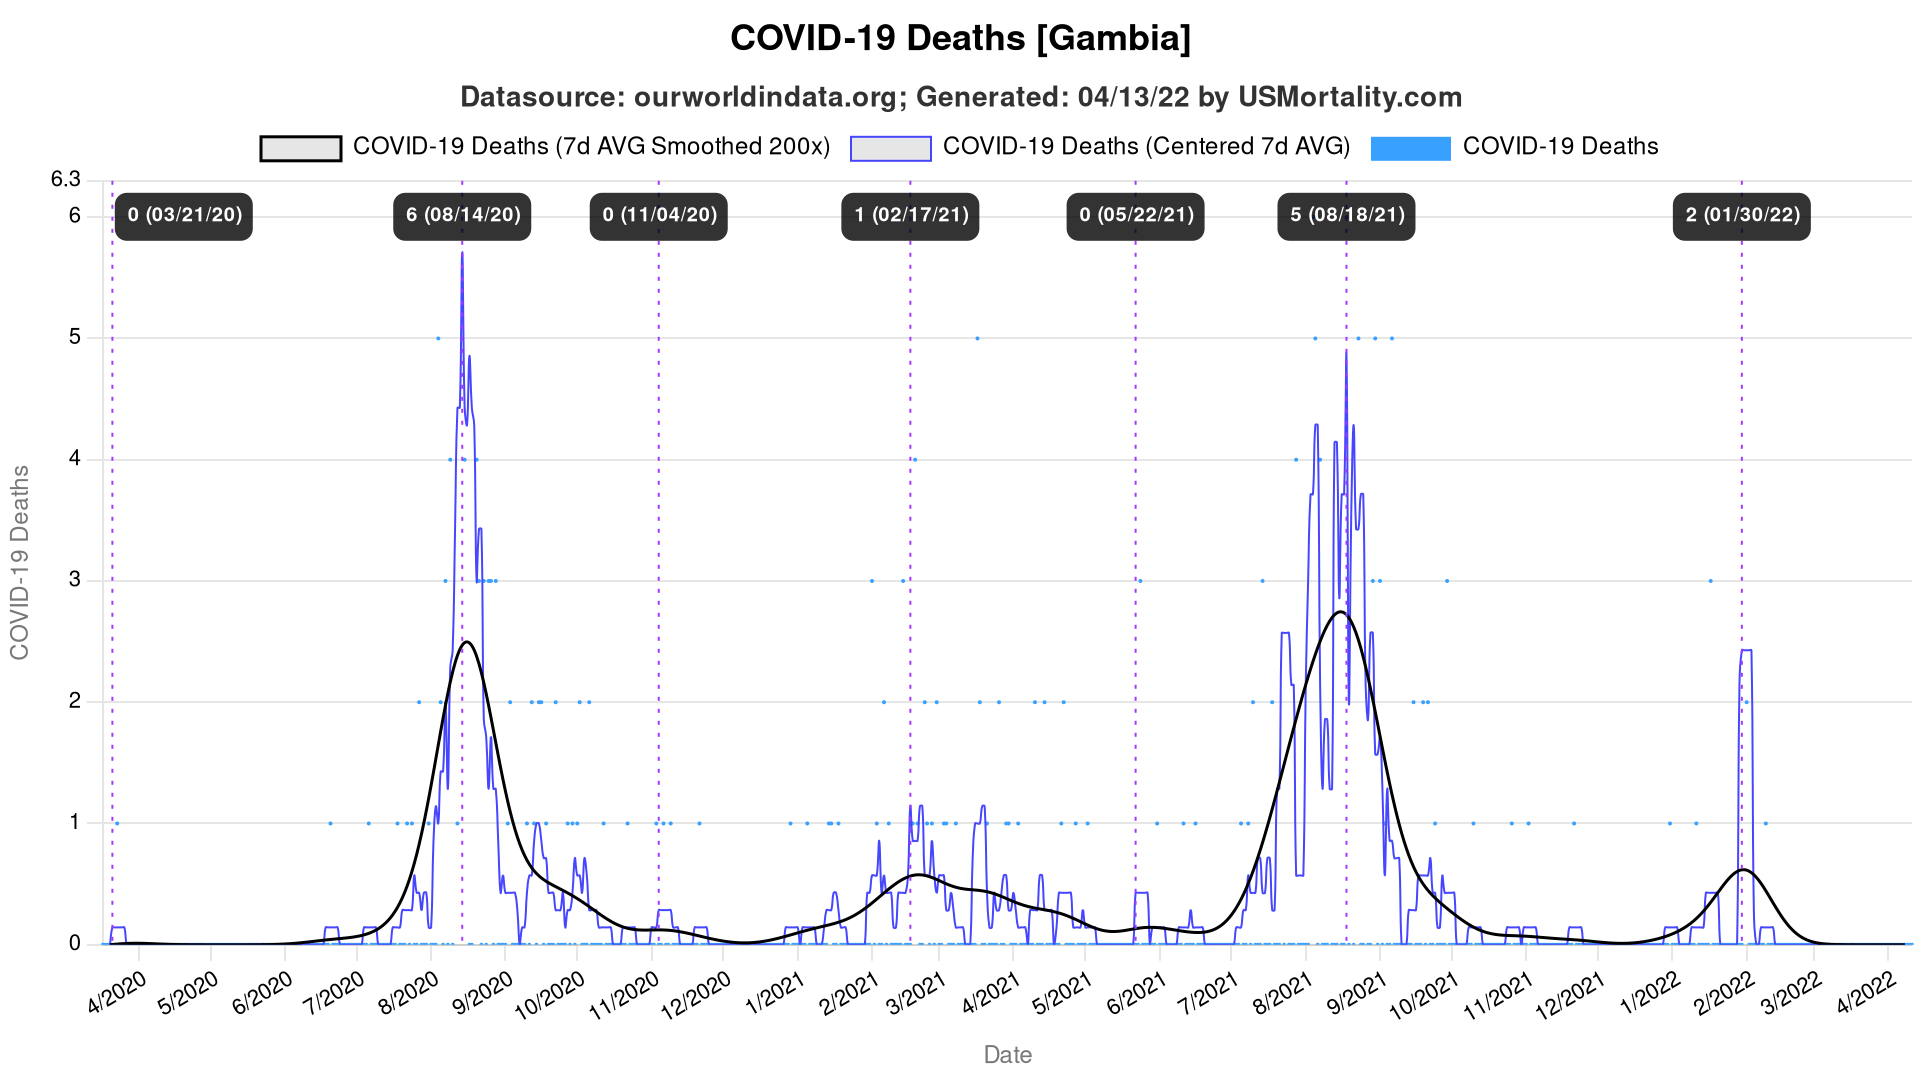 COVID-19 Deaths [Gambia]
Datasource: ourworldindata.org; Generated: 04/13/22 by USMortality.com
COVID-19 Deaths (7d AVG Smoothed 200x) COVID-19 Deaths (Centered 7d AVG) COVID-19 Deaths
6.3
6
5
4
3
2
1
0
COVID-19 Deaths
0 (03/21/20) 6 (08/14/20) 0 (11/04/20) 1 (02/17/21) 0 (05/22/21) 5 (08/18/21) 2 (01/30/22)
4/2020 5/2020 6/2020 7/2020 8/2020 9/2020 10/2020 11/2020 12/2020 1/2021 2/2021 3/2021 4/2021 5/2021 6/2021 7/2021 8/2021 9/2021 10/2021 11/2021 12/2021 1/2022 2/2022 3/2022 4/2022
Date